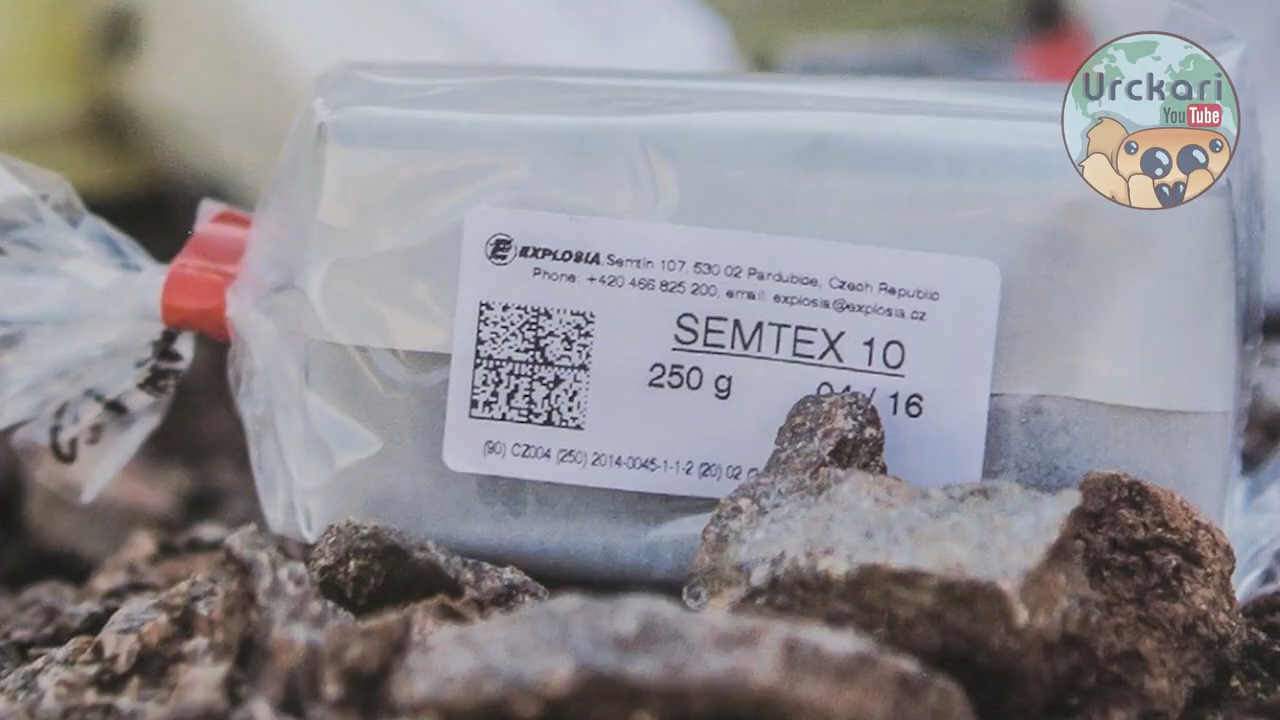 Urckari
YouTube
EXPLOSIA, Semtin 107, 530 02 Pardubice, Czech Republic
Phone: +420 466 825 200, email: explosia@explosia.cz
SEMTEX 10
250 g / 16
(90) CZ004 (250) 2014-0045-1-1-2 (20) 02